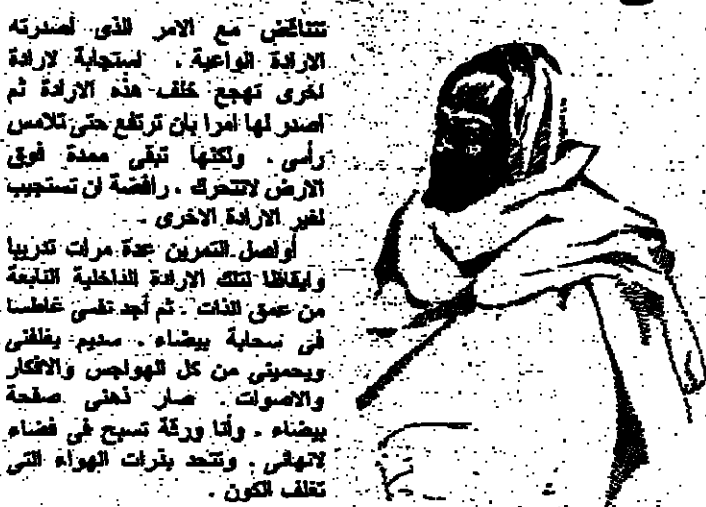 تتناقض مع الامر الذى اصدرته
الارادة الواعية ، استجابة لارادة
اخرى تهجع خلف هذه الارادة ثم
اصدر لها امرا بان ترتفع حتى تلامس
رأسى ، ولكنها تبقى ممددة فوق
الارض لاتتحرك ، رافضة ان تستجيب
لغير الارادة الاخرى .
أواصل التمرين عدة مرات تدريبا
وايقاظا لتلك الارادة الداخلية النابعة
من عمق الذات . ثم أجد نفسى غاطسا
فى سحابة بيضاء ، سديم يغلفنى
ويحمينى من كل الهواجس والافكار
والاصوات . صار ذهنى صفحة
بيضاء . وأنا ورقة تسبح فى فضاء
لانهائى . وتتحد بذرات الهواء التى
تغلف الكون .